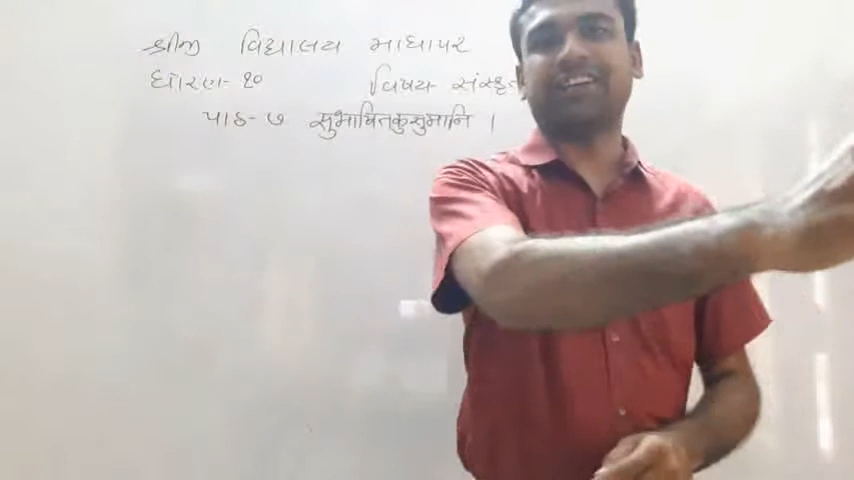 શ્રીજી વિદ્યાલય માધાપર
ધોરણ- ૧૦ વિષય- સંસ્કૃત
પાઠ- ૭ सुभाषितकुसुमानि ।